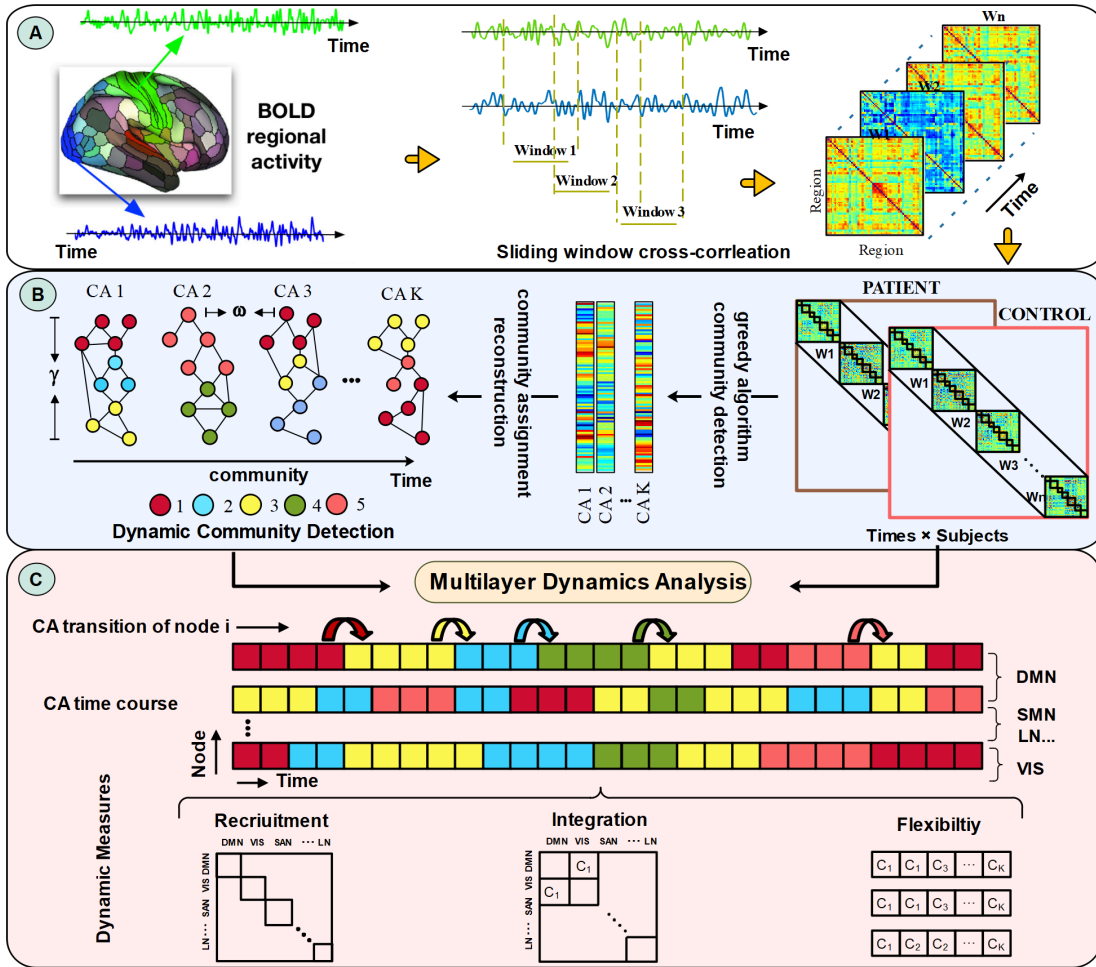 A
Time
BOLD
regional
activity
Time
Time
Time
Window 1
Window 2
Window 3
Sliding window cross-corrleation
Wn
W2
W1
Region
Region
Time
B
CA 1
CA 2
CA 3
CA K
ω
γ
...
community
Time
1 2 3 4 5
Dynamic Community Detection
community assignment
reconstruction
CA 1
CA 2
...
CA K
greedy algorithm
community detection
PATIENT
CONTROL
W1
W2
W1
W2
W3
Wn
Times × Subjects
C
Multilayer Dynamics Analysis
CA transition of node i
CA time course
Node
Time
DMN
SMN
LN...
VIS
Dynamic Measures
Recriuitment
DMN VIS SAN ... LN
DMN
VIS
SAN
...
LN
Integration
DMN VIS SAN ... LN
DMN
VIS
SAN
...
LN
C1
C1
Flexibiltiy
C1 C1 C3 ... CK
C1 C1 C3 ... CK
C1 C2 C2 ... CK